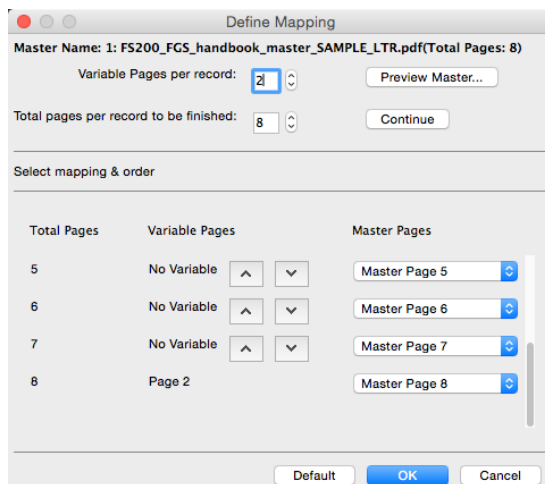 Define Mapping
Master Name: 1: FS200_FGS_handbook_master_SAMPLE_LTR.pdf(Total Pages: 8)
Variable Pages per record: 2 Preview Master...
Total pages per record to be finished: 8 Continue
Select mapping & order
Total Pages Variable Pages Master Pages
5 No Variable Master Page 5
6 No Variable Master Page 6
7 No Variable Master Page 7
8 Page 2 Master Page 8
Default OK Cancel